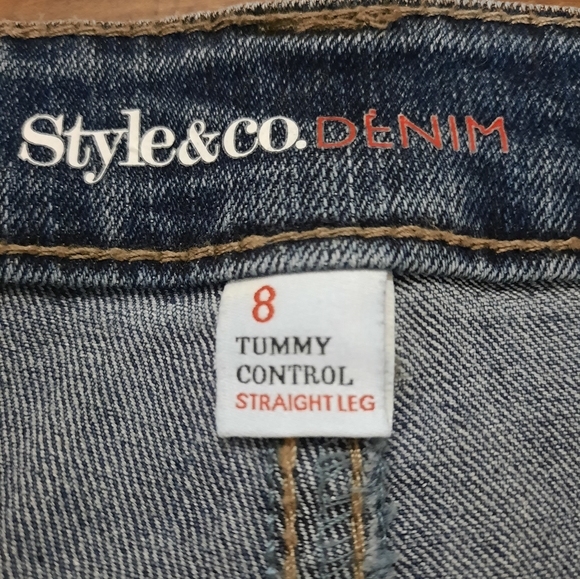 Style&co.DENIM
8
TUMMY
CONTROL
STRAIGHT LEG